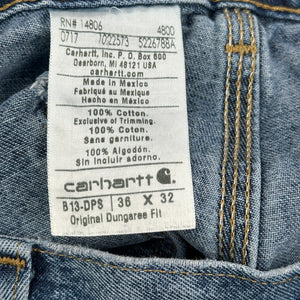 RN# 14806 4800
0717 7022573 S226788A
Carhartt, Inc. P.O. Box 600
Dearborn, MI 48121 USA
carhartt.com
Made in Mexico
Fabriqué au Mexique
Hecho en México
100% Cotton.
Exclusive of Trimming.
100% Coton.
Sans Garniture.
100% Algodón.
Sin incluir adorno.
carhartt
B13-DPS 36 X 32
Original Dungaree Fit